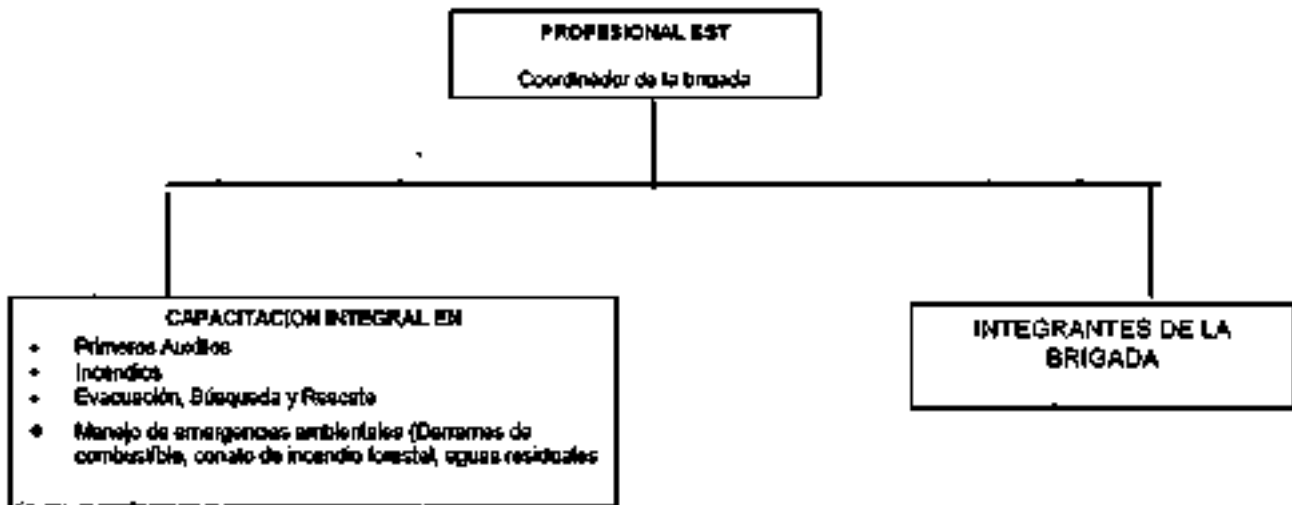 PROFESIONAL EST
Coordinador de la brigada
CAPACITACION INTEGRAL EN
• Primeros Auxilios
• Incendios
• Evacuación, Búsqueda y Rescate
• Manejo de emergencias ambientales (Derrames de
combustible, conato de incendio forestal, aguas residuales
INTEGRANTES DE LA
BRIGADA